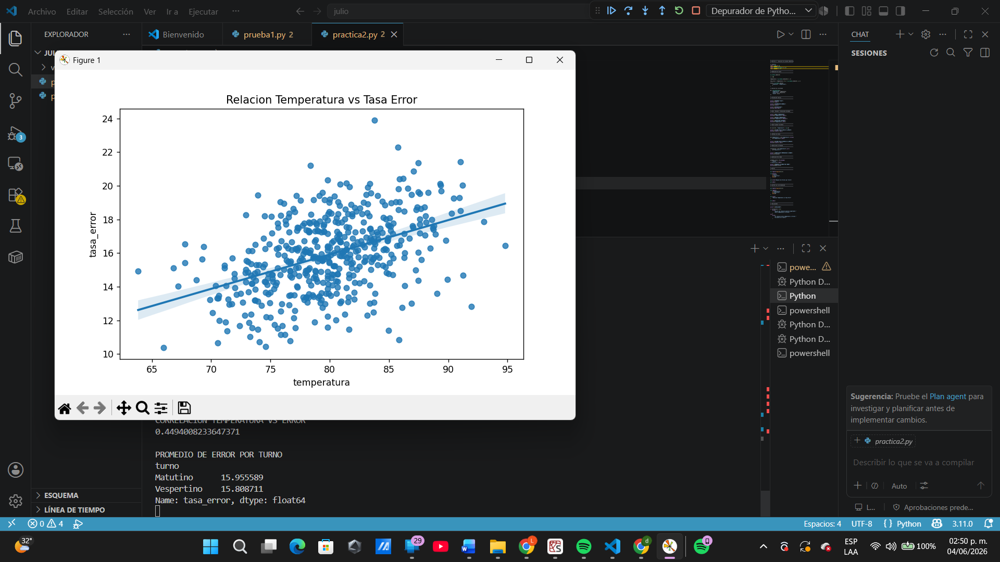 Archivo Editar Selección Ver Ir a Ejecutar ···
julio
Depurador de Pytho...
EXPLORADOR ···
Bienvenido
prueba1.py 2
practica2.py 2
CHAT
SESIONES
Figure 1
Relacion Temperatura vs Tasa Error
24
22
20
18
16
14
12
10
tasa_error
65 70 75 80 85 90 95
temperatura
CORRELACION TEMPERATURA VS ERROR
0.4494008233647371
PROMEDIO DE ERROR POR TURNO
turno
Matutino 15.955589
Vespertino 15.808711
Name: tasa_error, dtype: float64
powe...
Python D...
Python
powershell
Python D...
Python D...
powershell
Sugerencia: Pruebe el Plan agent para
investigar y planificar antes de
implementar cambios.
practica2.py
Describir lo que se va a compilar
Auto
L... Aprobaciones prede...
3
ESQUEMA
LÍNEA DE TIEMPO
0 4
Espacios: 4 UTF-8 { } Python 3.11.0
32°
29
L
d
ESP
LAA
100%
02:50 p. m.
04/06/2026